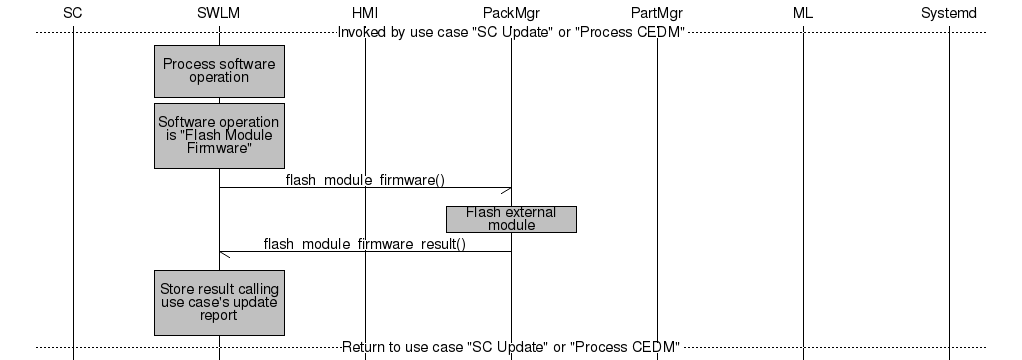 SC SWLM HMI PackMgr PartMgr ML Systemd
Invoked by use case "SC Update" or "Process CEDM"
Process software
operation
Software operation
is "Flash Module
Firmware"
flash_module_firmware()
Flash external
module
flash_module_firmware_result()
Store result calling
use case's update
report
Return to use case "SC Update" or "Process CEDM"